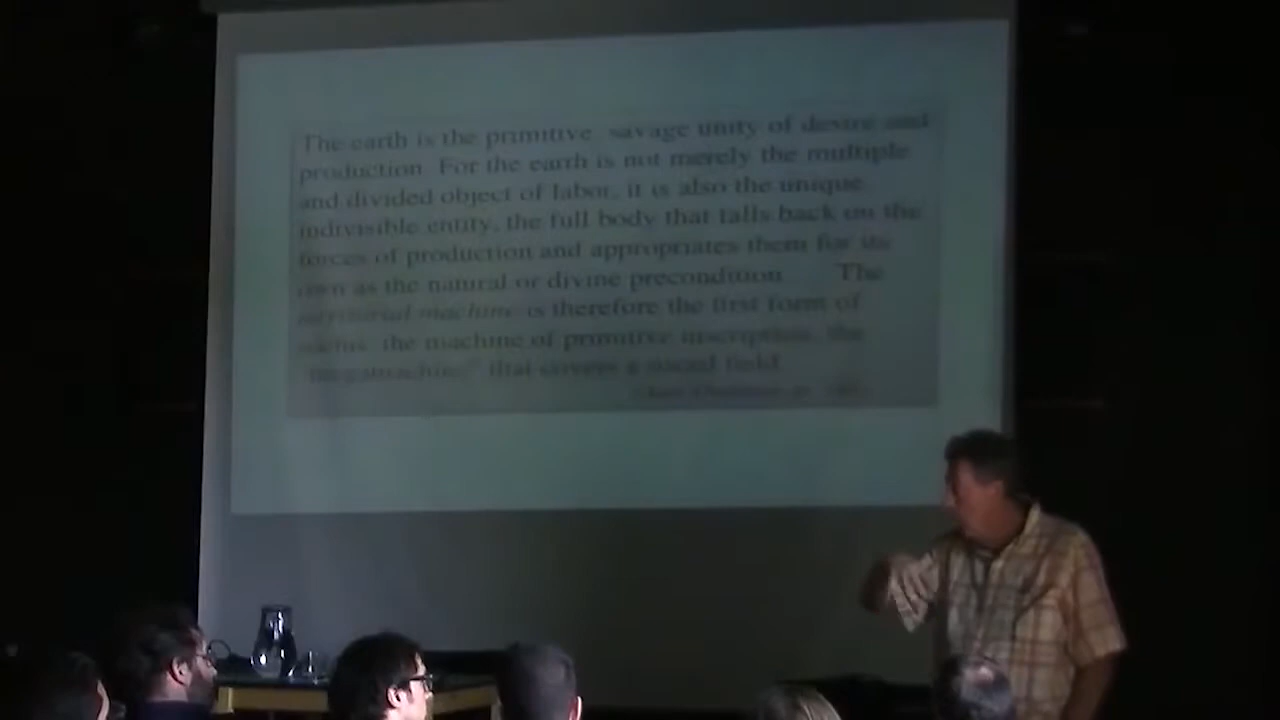 The earth is the primitive savage unity of desire and
production. For the earth is not merely the multiple
and divided object of labor, it is also the unique
indivisible entity, the full body that falls back on the
forces of production and appropriates them for its
own as the natural or divine precondition The
territorial machine is therefore the first form of
the machine of primitive inscription, the
"megamachine" that covers a social field